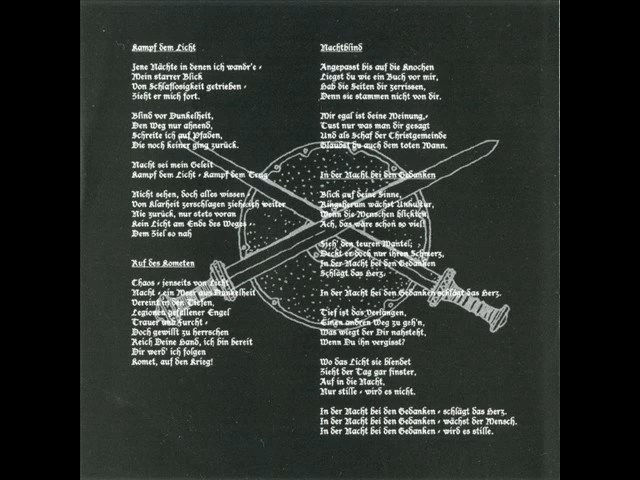 Kampf dem Licht
Jene Nächte in denen ich wandr'e -
Mein starrer Blick
Von Schlaflosigkeit getrieben -
Zieht er mich fort.
Blind vor Dunkelheit,
Den Weg nur ahnend,
Schreite ich auf Pfaden,
Die noch keiner ging zurück.
Nacht sei mein Geleit
Kampf dem Licht - Kampf dem Trug
Nicht sehen, doch alles wissen
Von Klarheit zerschlagen zieh ich weiter
Nie zurück, nur stets voran
Kein Licht am Ende des Weges
Dem Ziel so nah
Auf des Kometen
Chaos - jenseits von Licht
Nacht - ein Meer aus Dunkelheit
Vereint in den Tiefen,
Legionen gefallener Engel
Trauer und Furcht -
Doch gewillt zu herrschen
Reich Deine Hand, ich bin bereit
Dir werd' ich folgen
Komet, auf den Krieg!
Nachtblind
Angepasst bis auf die Knochen
Liegst du wie ein Buch vor mir,
Hab die Seiten dir zerrissen,
Denn sie stammen nicht von dir.
Mir egal ist deine Meinung,
Tust nur was man dir gesagt
Und als Schaf der Christgemeinde
Glaubst du auch dem toten Mann.
In der Nacht bei den Gedanken
Blick auf deine Sinne,
Ringsherum wächst Unkultur,
Wenn die Menschen blickten,
Ach, das wäre schon so viel!
Zieh' den teuren Mantel;
Deckt er doch nur ihren Schmerz,
In der Nacht bei den Gedanken
Schlägt das Herz.
In der Nacht bei den Gedanken schlägt das Herz.
Tief ist das Verlangen,
Einen andren Weg zu geh'n,
Was wiegt der Dir nahsteht,
Wenn Du ihn vergisst?
Wo das Licht sie blendet
Zieht der Tag gar finster,
Auf in die Nacht,
Nur stille - wird es nicht.
In der Nacht bei den Gedanken - schlägt das Herz.
In der Nacht bei den Gedanken - wächst der Mensch.
In der Nacht bei den Gedanken - wird es stille.